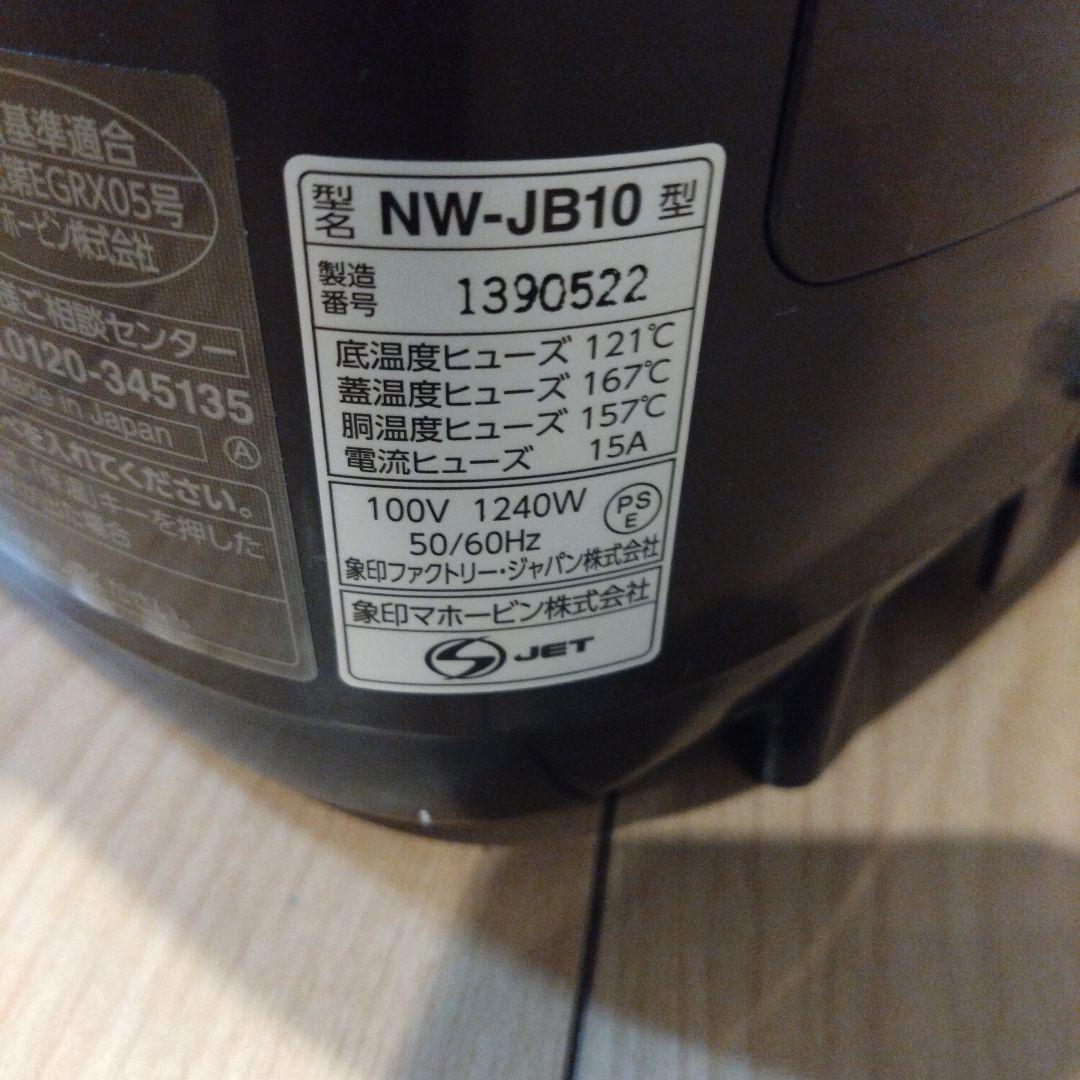 基準適合
第EGRX05号
ホービン株式会社
ご相談センター
0120-345135
Made in Japan
A
を入れてください。
キーを押した
場合
型名 NW-JB10 型
製造番号 1390522
底温度ヒューズ 121℃
蓋温度ヒューズ 167℃
胴温度ヒューズ 157℃
電流ヒューズ 15A
100V 1240W
PSE
50/60Hz
象印ファクトリー・ジャパン株式会社
象印マホービン株式会社
JET